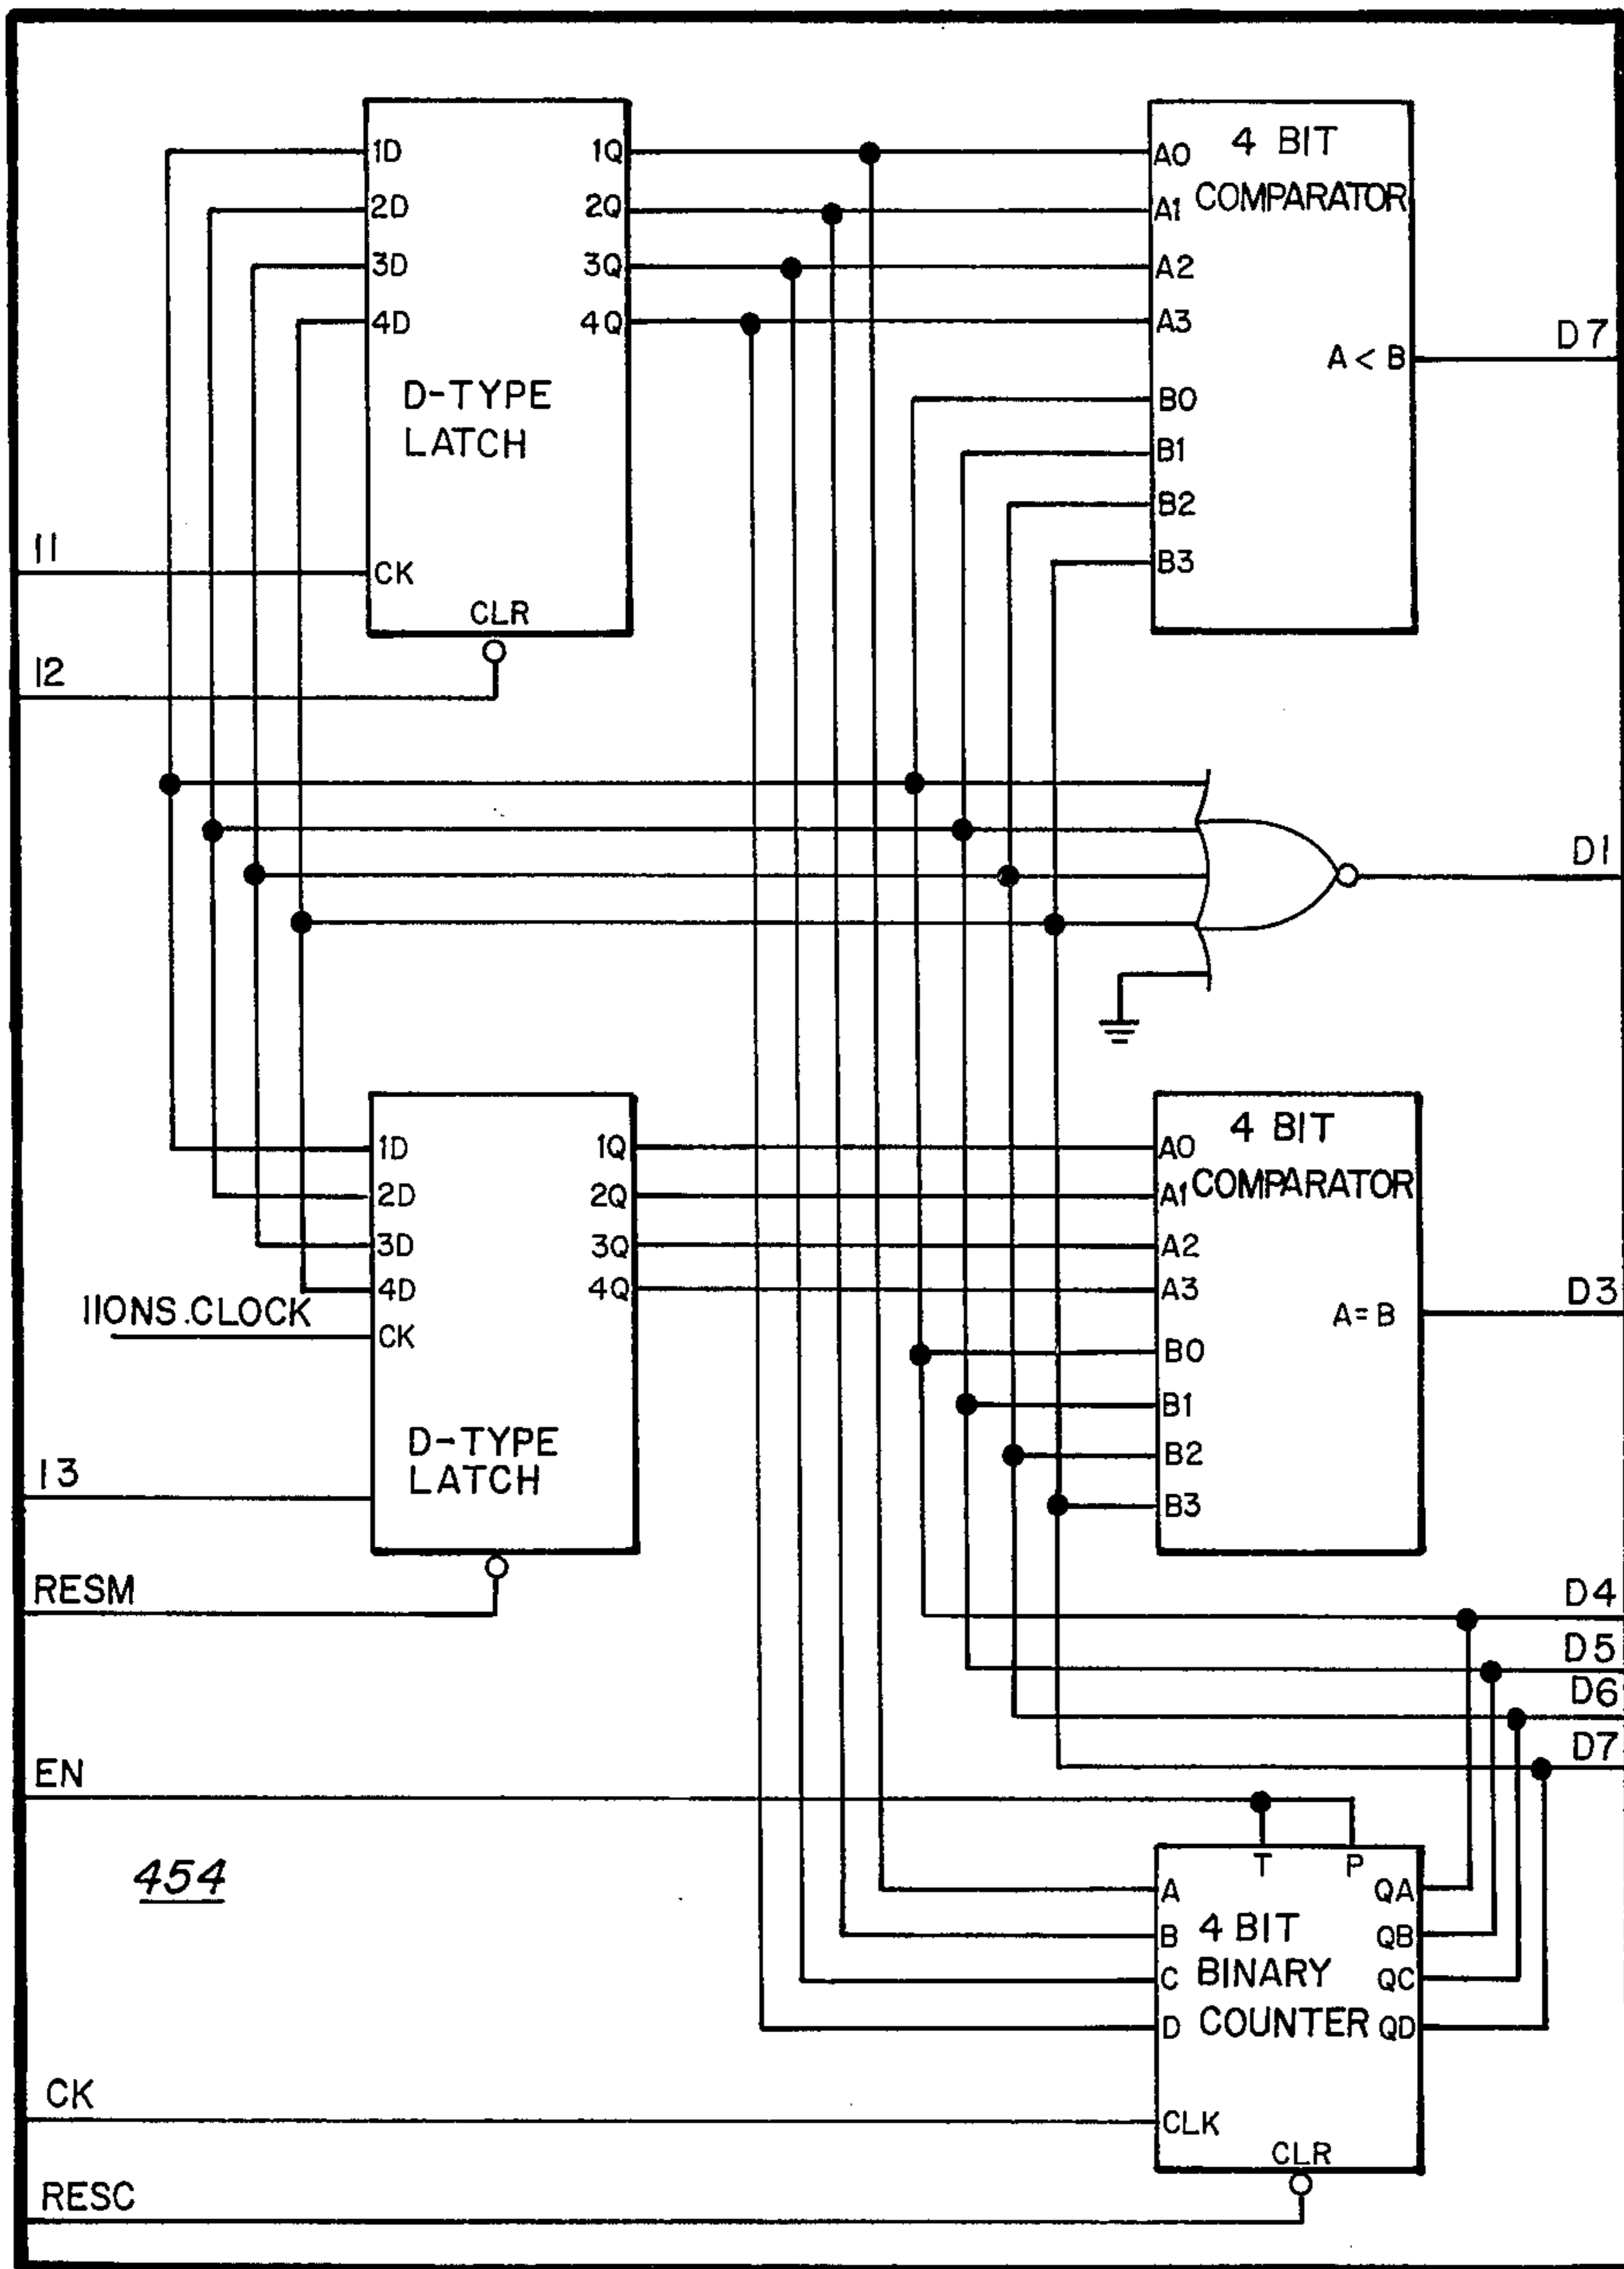 1D
2D
3D
4D
1Q
2Q
3Q
4Q
D-TYPE
LATCH
CK
CLR
4 BIT
COMPARATOR
A0
A1
A2
A3
A < B
B0
B1
B2
B3
D7
I1
I2
D1
1D
2D
3D
4D
CK
1Q
2Q
3Q
4Q
D-TYPE
LATCH
110NS.CLOCK
I3
RESM
4 BIT
COMPARATOR
A0
A1
A2
A3
A=B
B0
B1
B2
B3
D3
D4
D5
D6
D7
EN
454
T
P
A
B
C
D
4 BIT
BINARY
COUNTER
QA
QB
QC
QD
CLK
CLR
CK
RESC